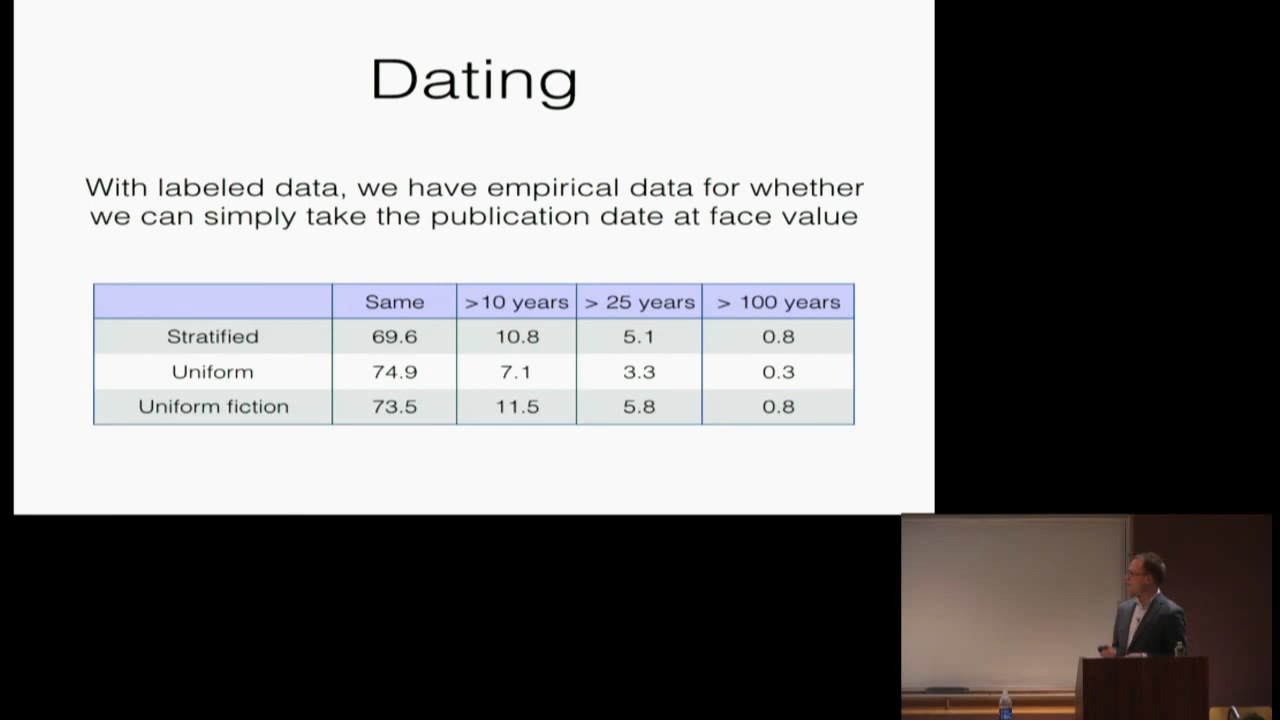 Dating
With labeled data, we have empirical data for whether
we can simply take the publication date at face value
Same >10 years > 25 years > 100 years
Stratified 69.6 10.8 5.1 0.8
Uniform 74.9 7.1 3.3 0.3
Uniform fiction 73.5 11.5 5.8 0.8